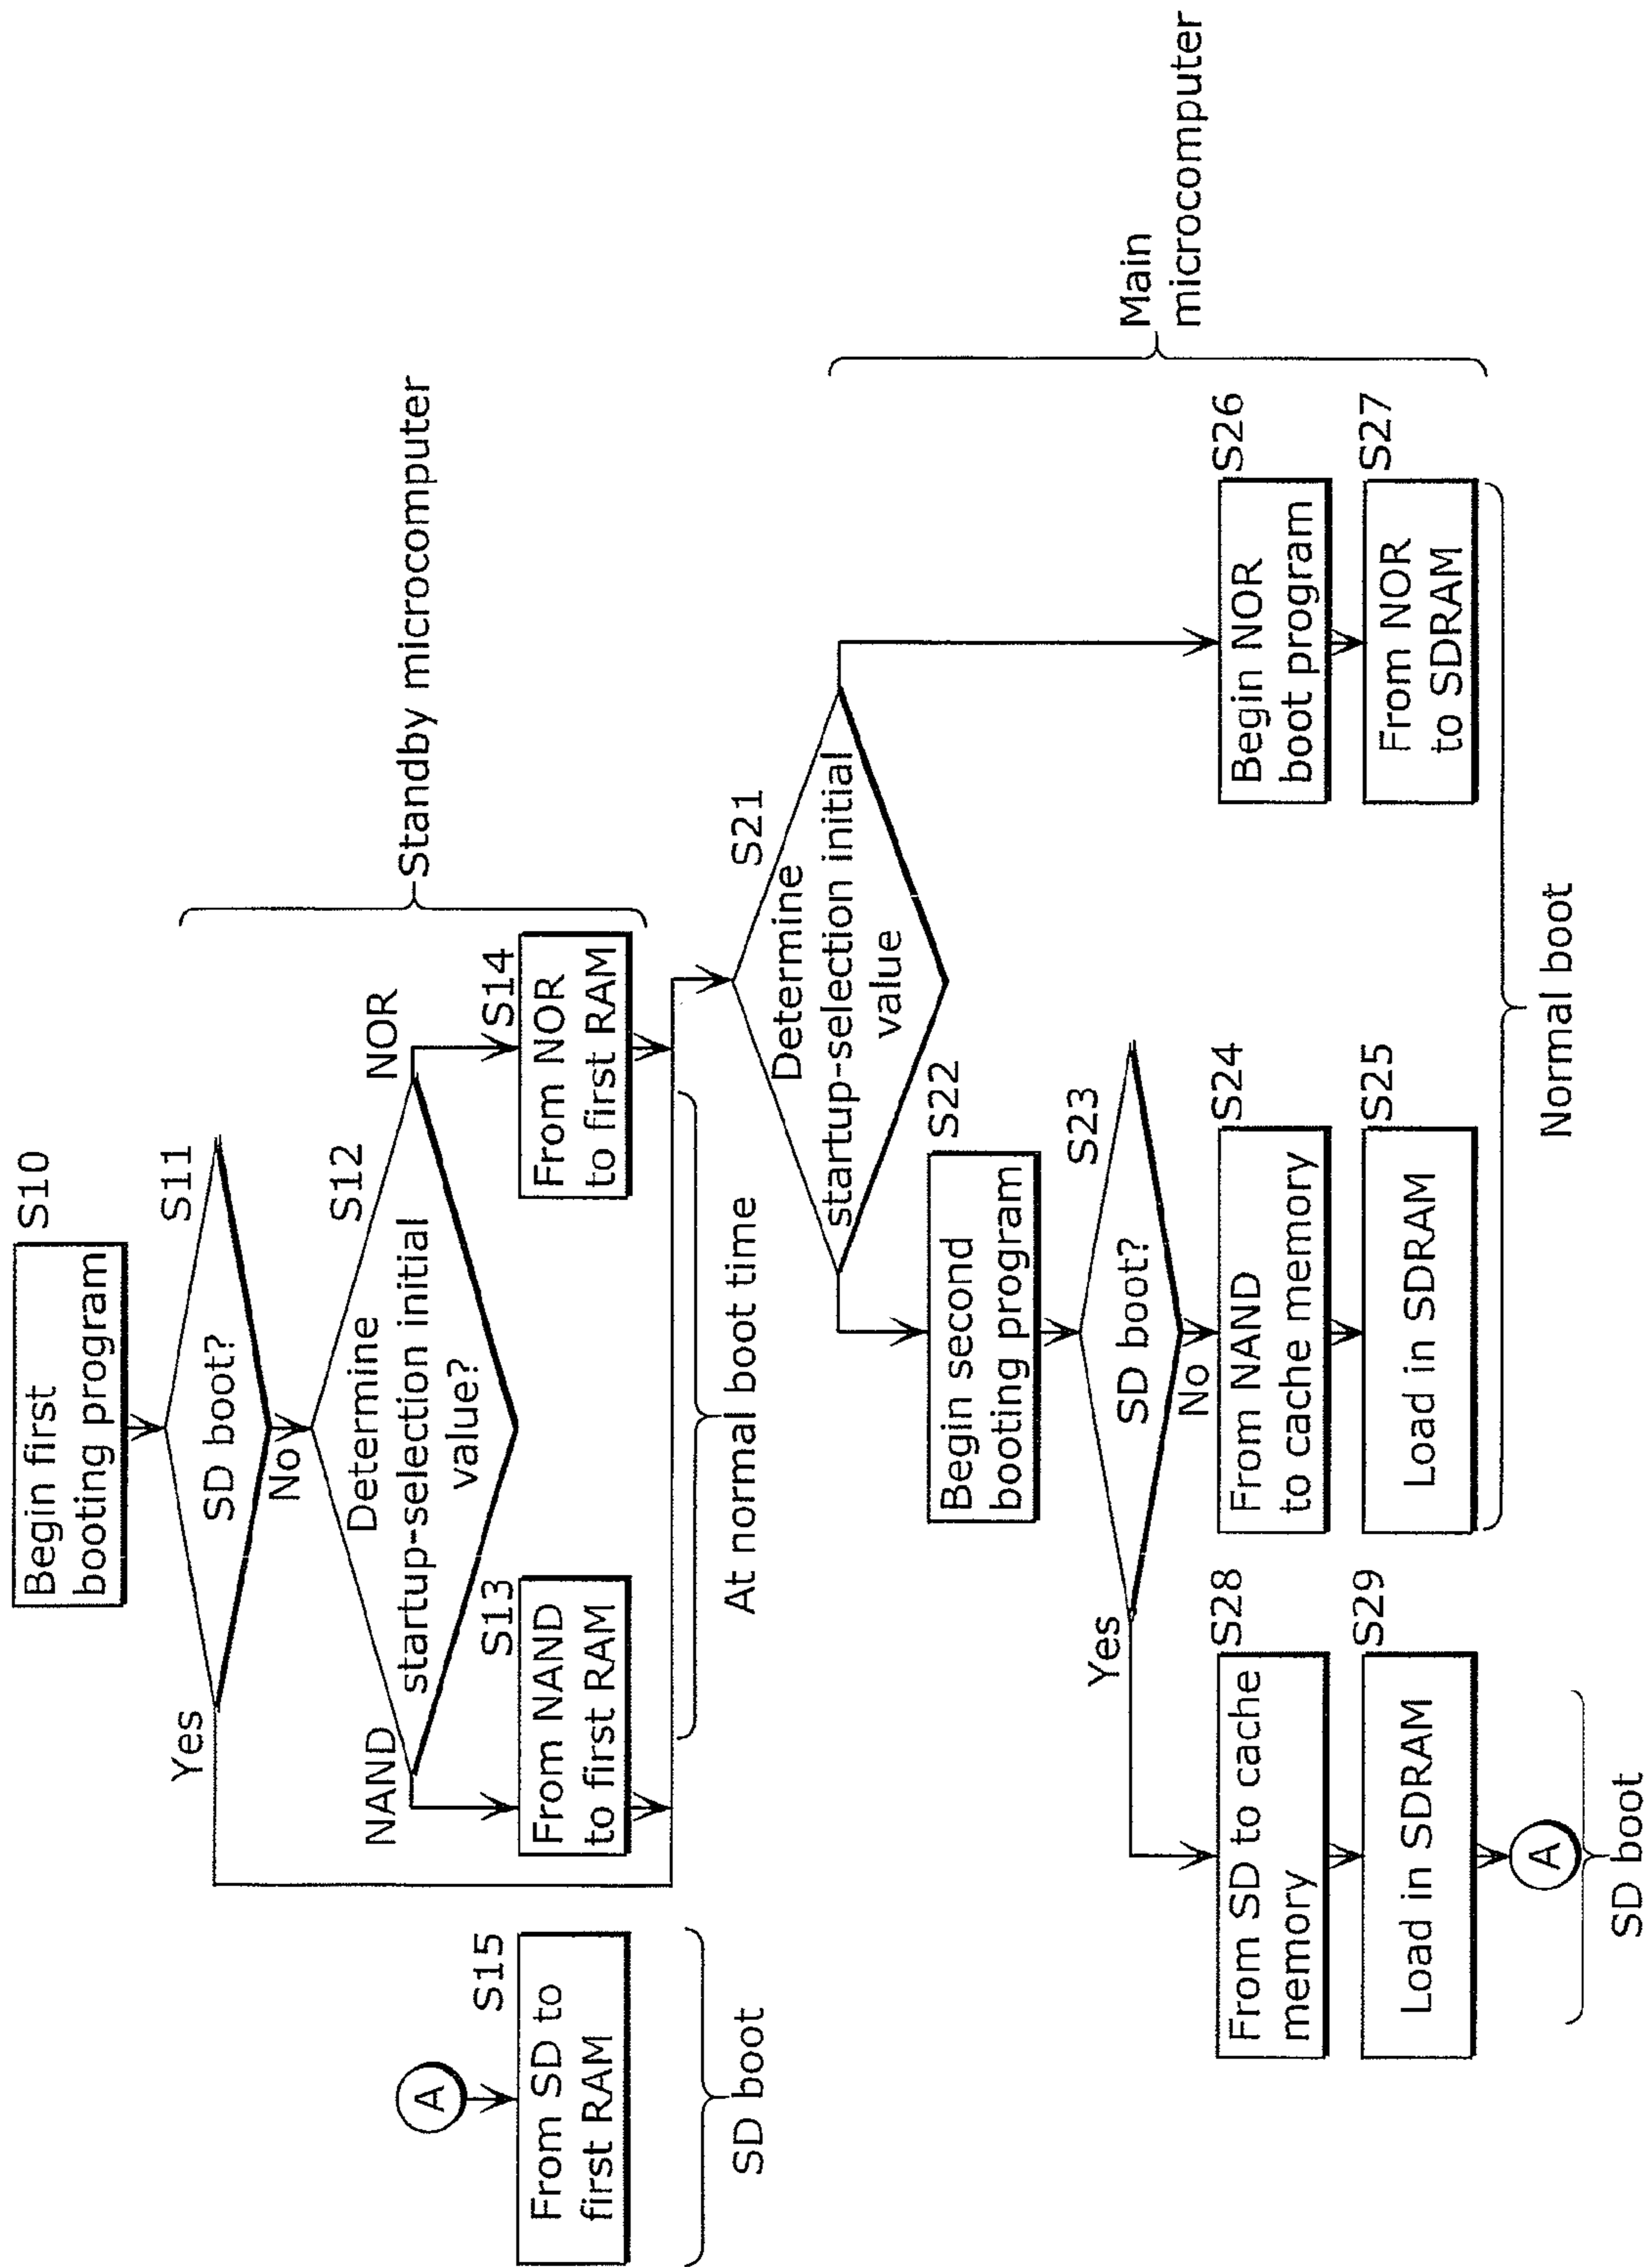 S10
Begin first
booting program
S11
Yes
SD boot?
No
S12
Determine
startup-selection initial
value?
NAND
NOR
Standby microcomputer
A
S15
From SD to
first RAM
S13
From NAND
to first RAM
S14
From NOR
to first RAM
SD boot
At normal boot time
S21
Determine
startup-selection initial
value
S22
Begin second
booting program
S23
Yes
SD boot?
No
Main
microcomputer
S28
From SD to cache
memory
S24
From NAND
to cache memory
S26
Begin NOR
boot program
S29
Load in SDRAM
S25
Load in SDRAM
S27
From NOR
to SDRAM
A
SD boot
Normal boot